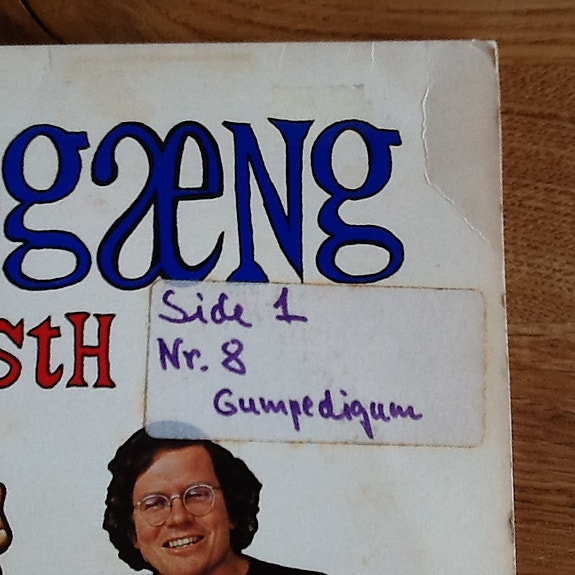 gæng
stH
Side 1
Nr. 8
Gumpedigum